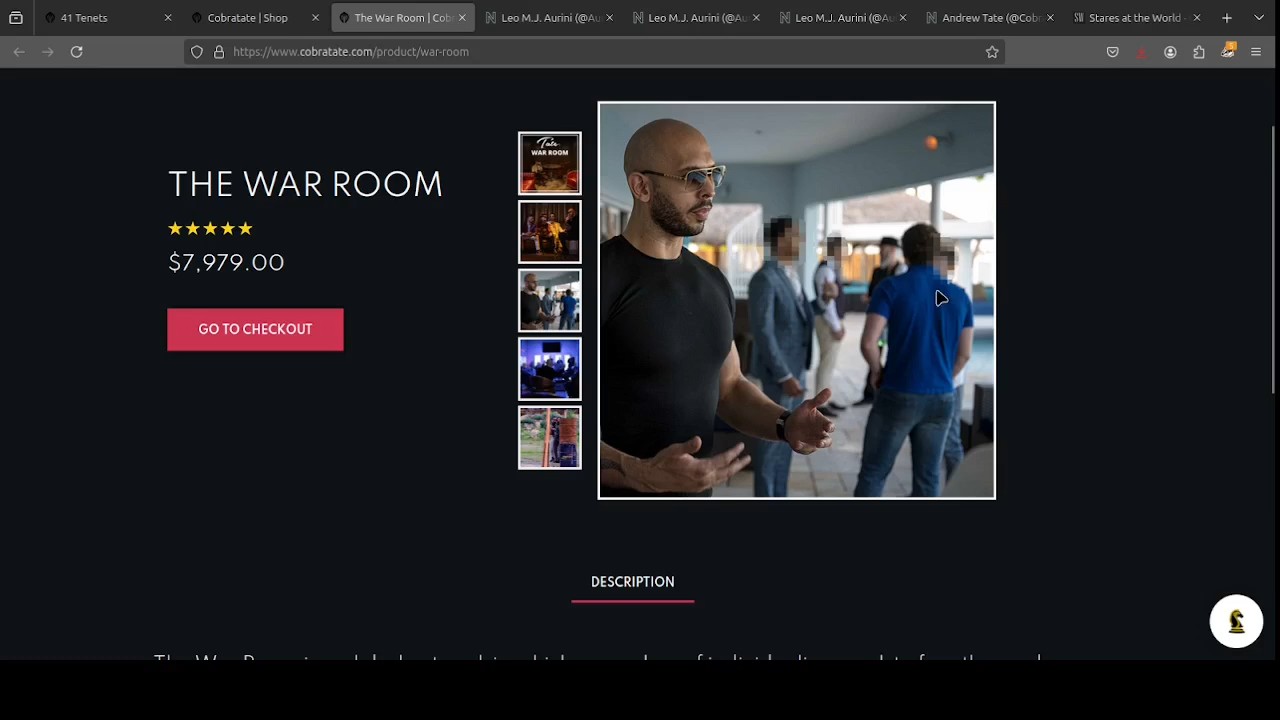 41 Tenets
Cobratate | Shop
The War Room | Cob
Leo M.J. Aurini (@Au
Leo M.J. Aurini (@Au
Leo M.J. Aurini (@Au
Andrew Tate (@Cob
Stares at the World -
https://www.cobratate.com/product/war-room
THE WAR ROOM
★★★★★
$7,979.00
GO TO CHECKOUT
Tate
WAR ROOM
DESCRIPTION